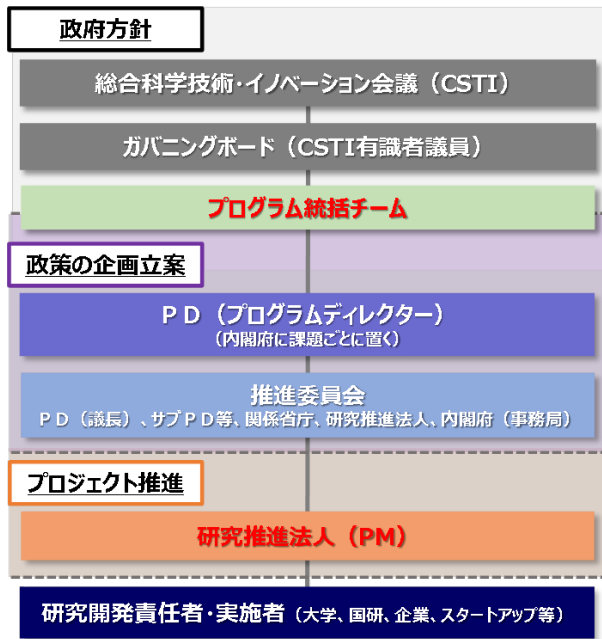 政府方針
総合科学技術・イノベーション会議（CSTI）
ガバニングボード（CSTI有識者議員）
プログラム統括チーム
政策の企画立案
ＰＤ（プログラムディレクター）
（内閣府に課題ごとに置く）
推進委員会
ＰＤ（議長）、サブＰＤ等、関係省庁、研究推進法人、内閣府（事務局）
プロジェクト推進
研究推進法人（PM）
研究開発責任者・実施者（大学、国研、企業、スタートアップ等）